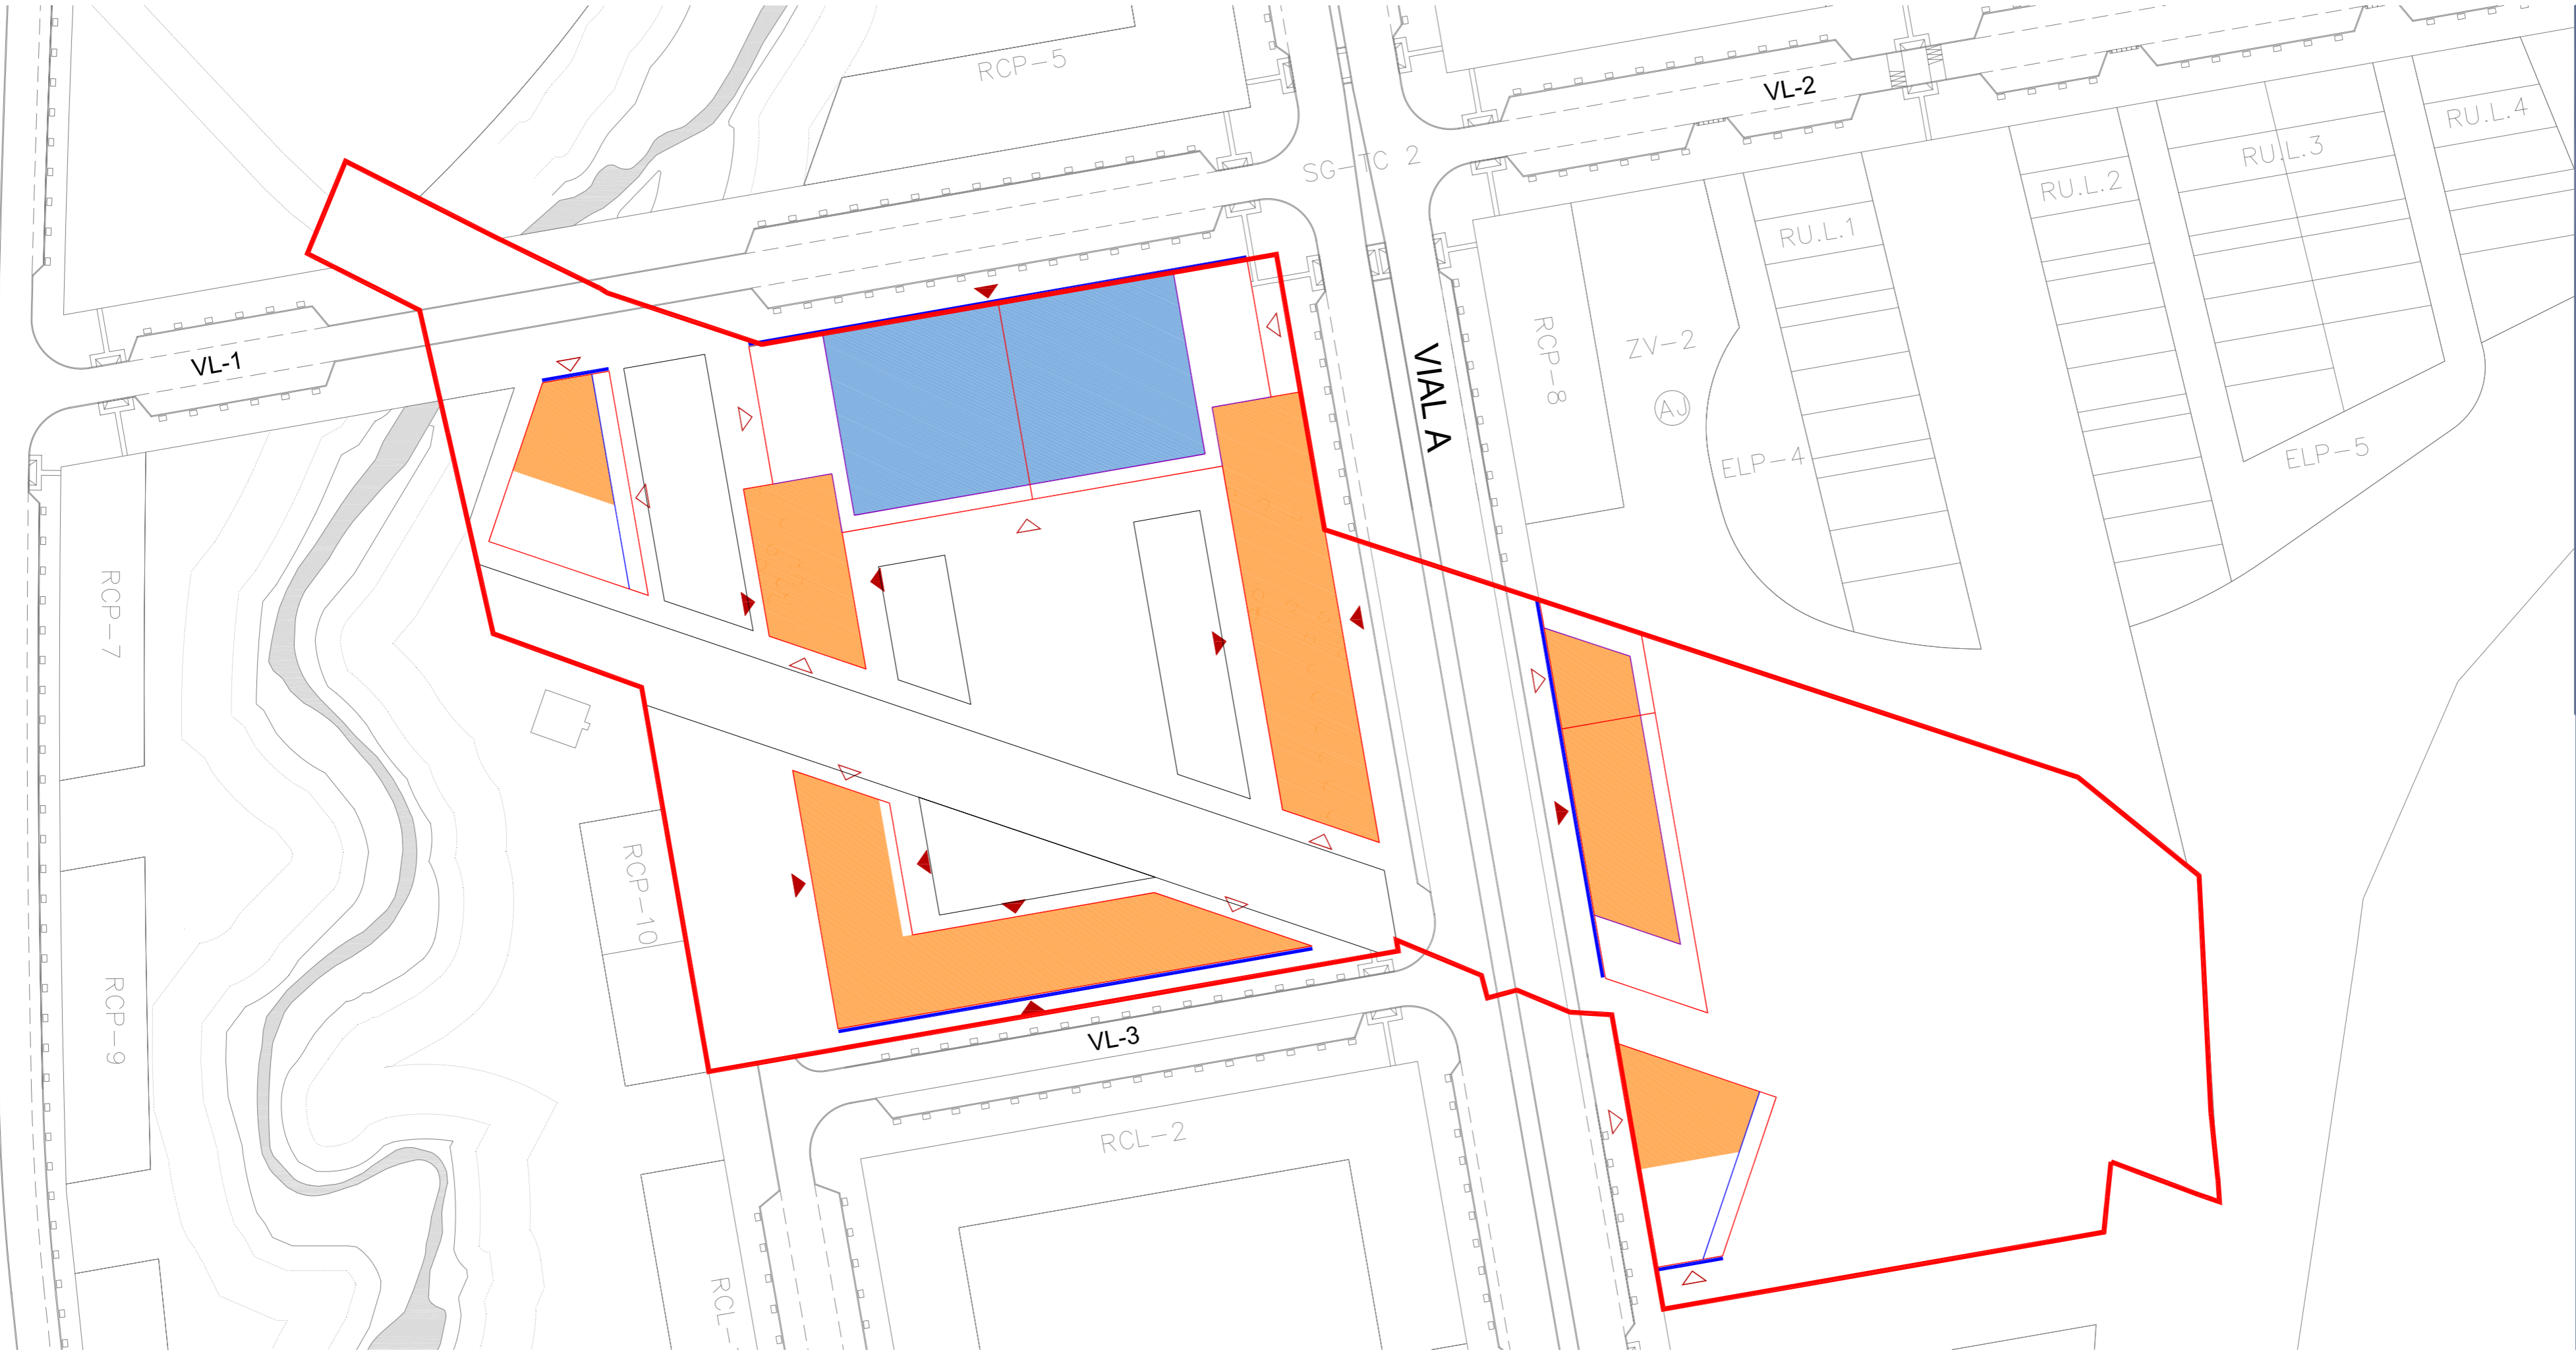 RCP-5
VL-2
RU.L.4
SG-TC 2
RU.L.3
RU.L.2
RU.L.1
VL-1
RCP-8
ZV-2
VIAL A
AJ
ELP-4
ELP-5
RCP-7
RCP-10
RCP-9
VL-3
RCL-2
RCL-